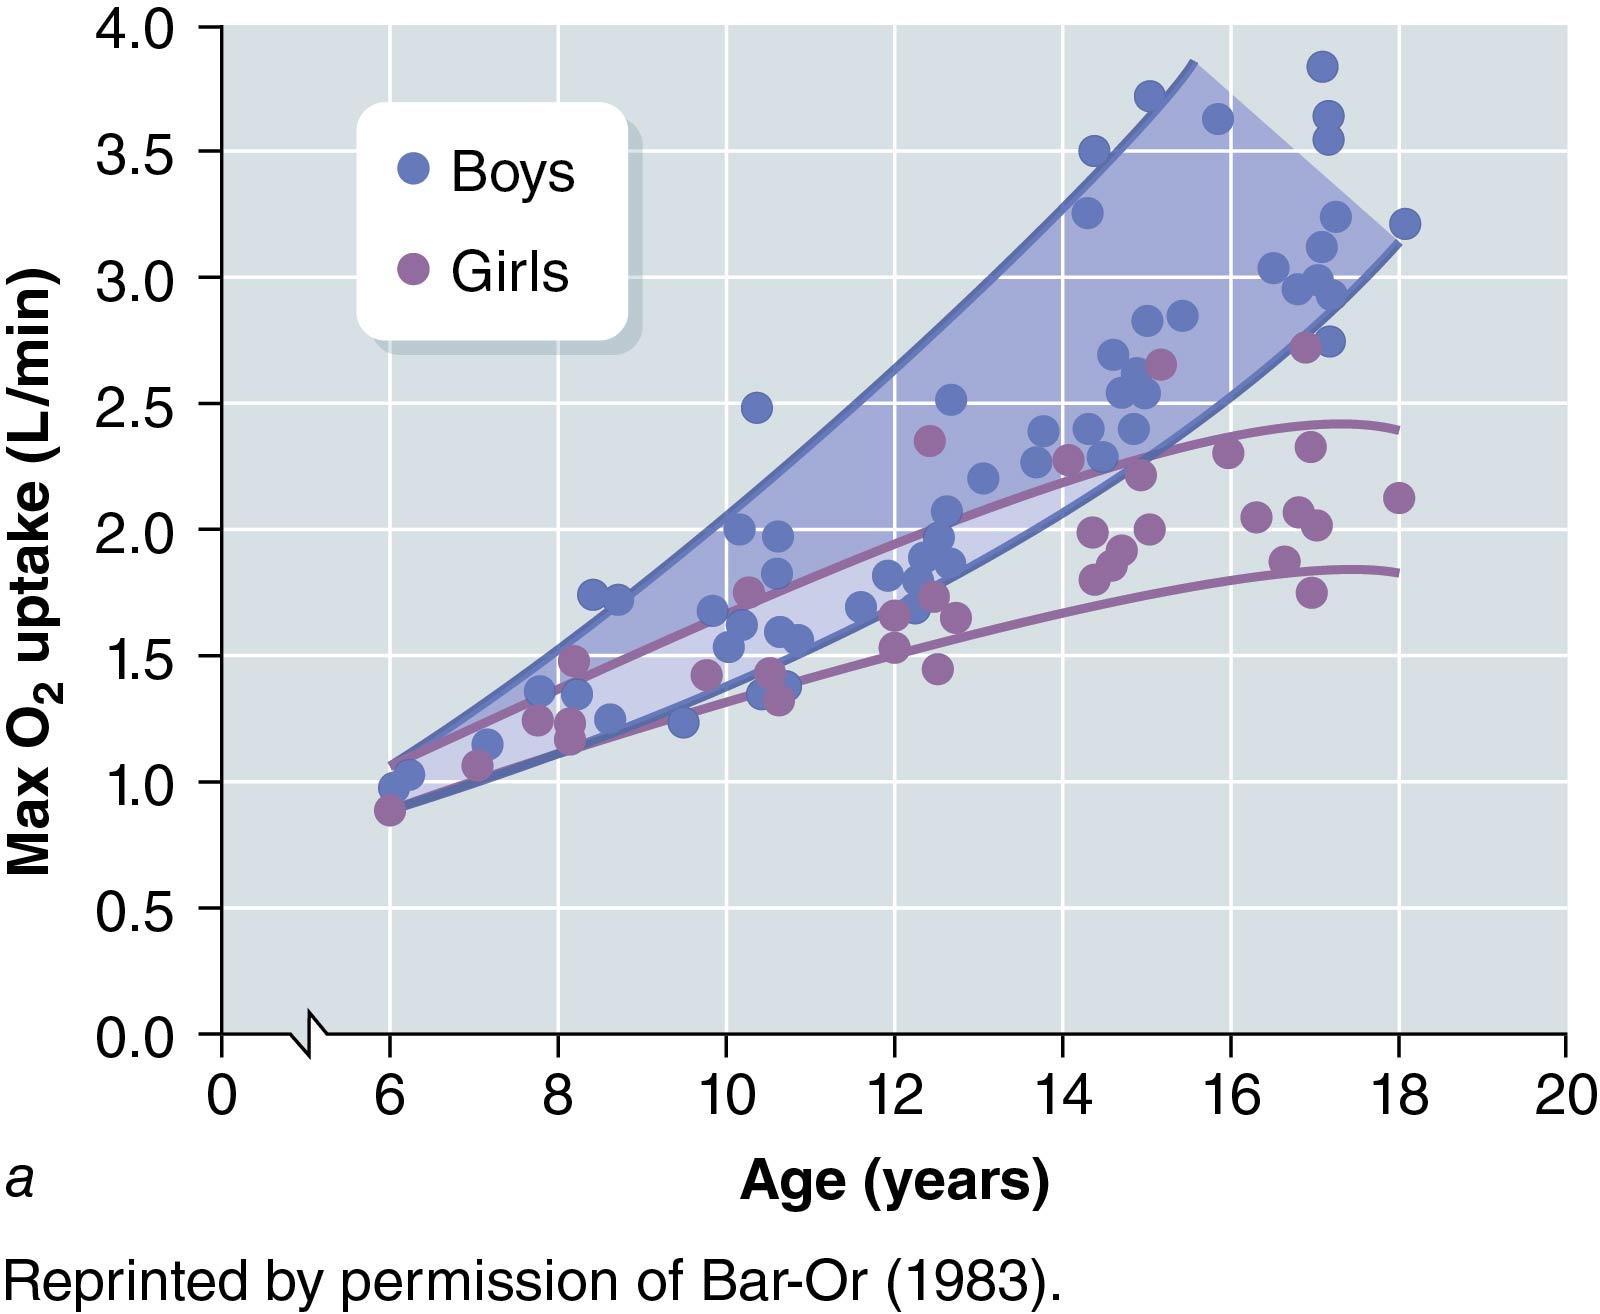 4.0
3.5
3.0
2.5
2.0
1.5
1.0
0.5
0.0
Max O₂ uptake (L/min)
Boys
Girls
0 6 8 10 12 14 16 18 20
Age (years)
a
Reprinted by permission of Bar-Or (1983).